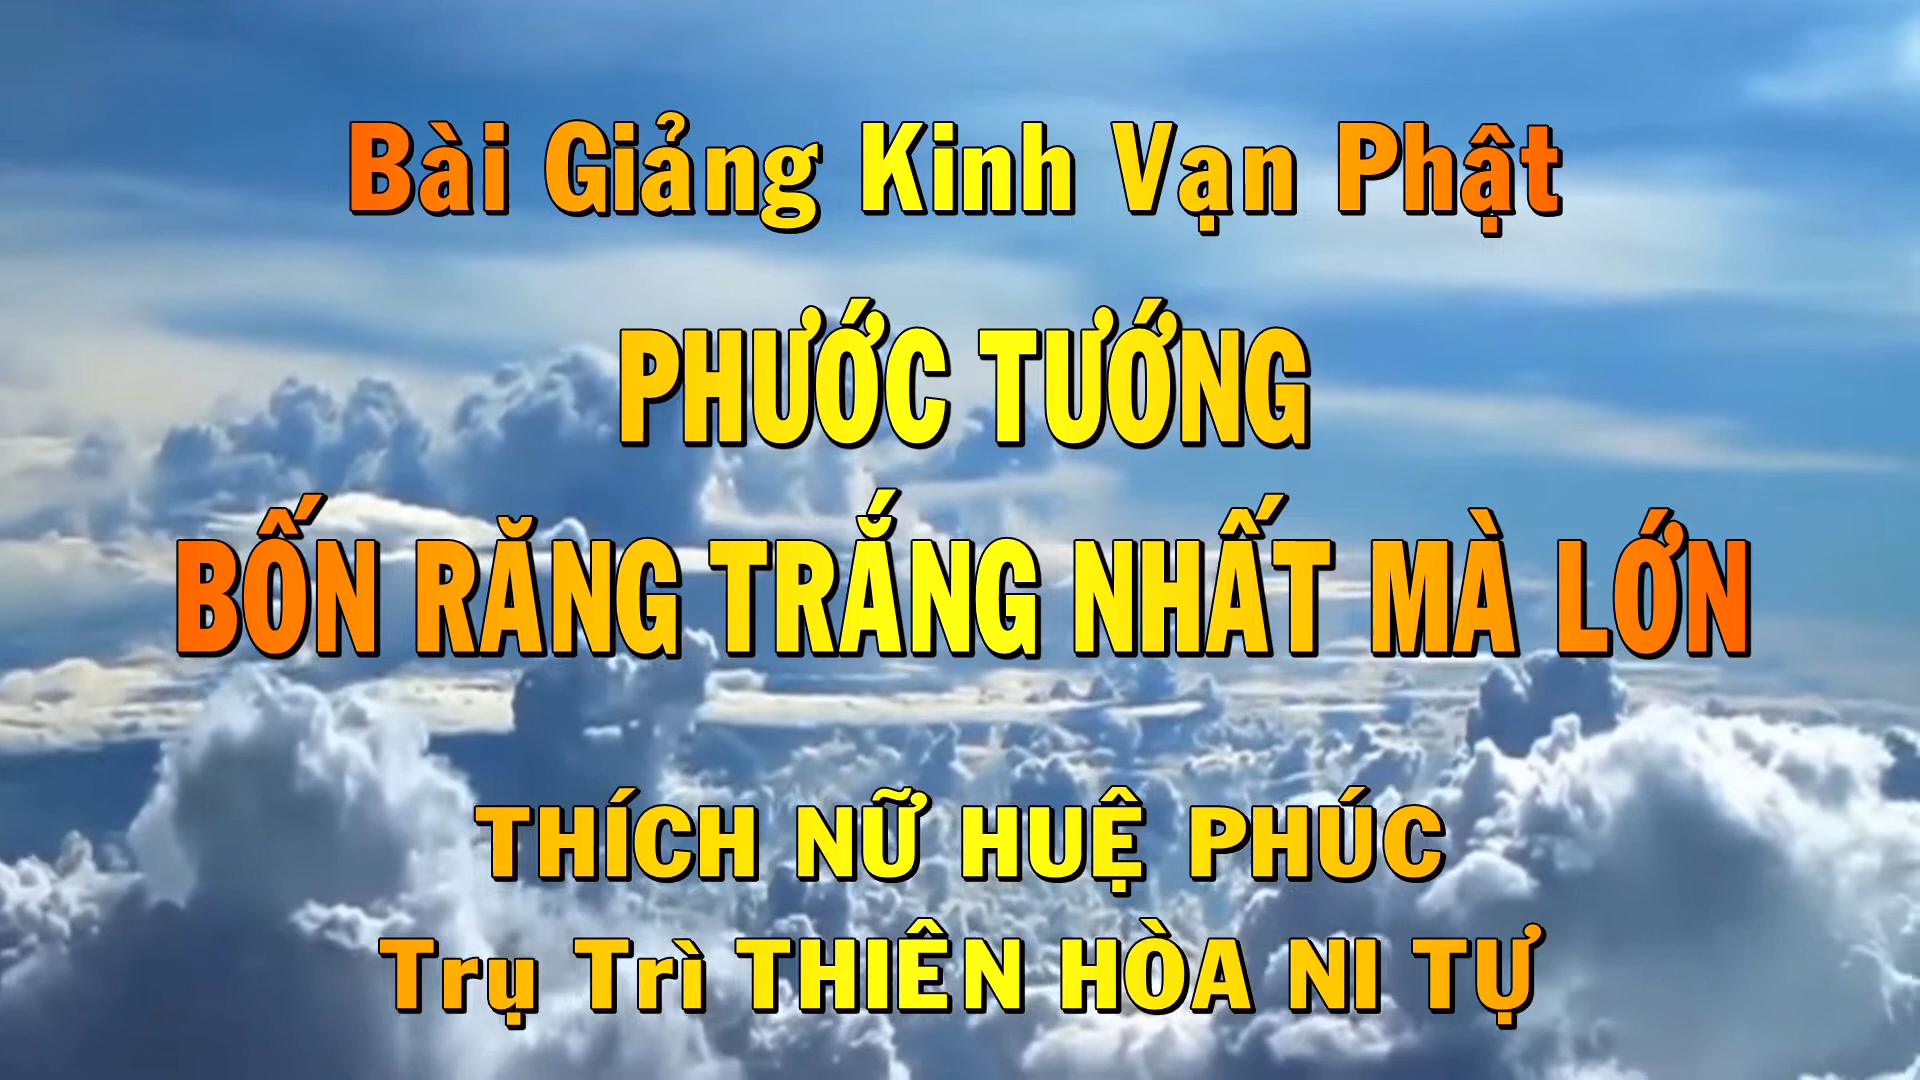 Bài Giảng Kinh Vạn Phật
PHƯỚC TƯỚNG
BỐN RĂNG TRẮNG NHẤT MÀ LỚN
THÍCH NỮ HUỆ PHÚC
Trụ Trì THIÊN HÒA NI TỰ